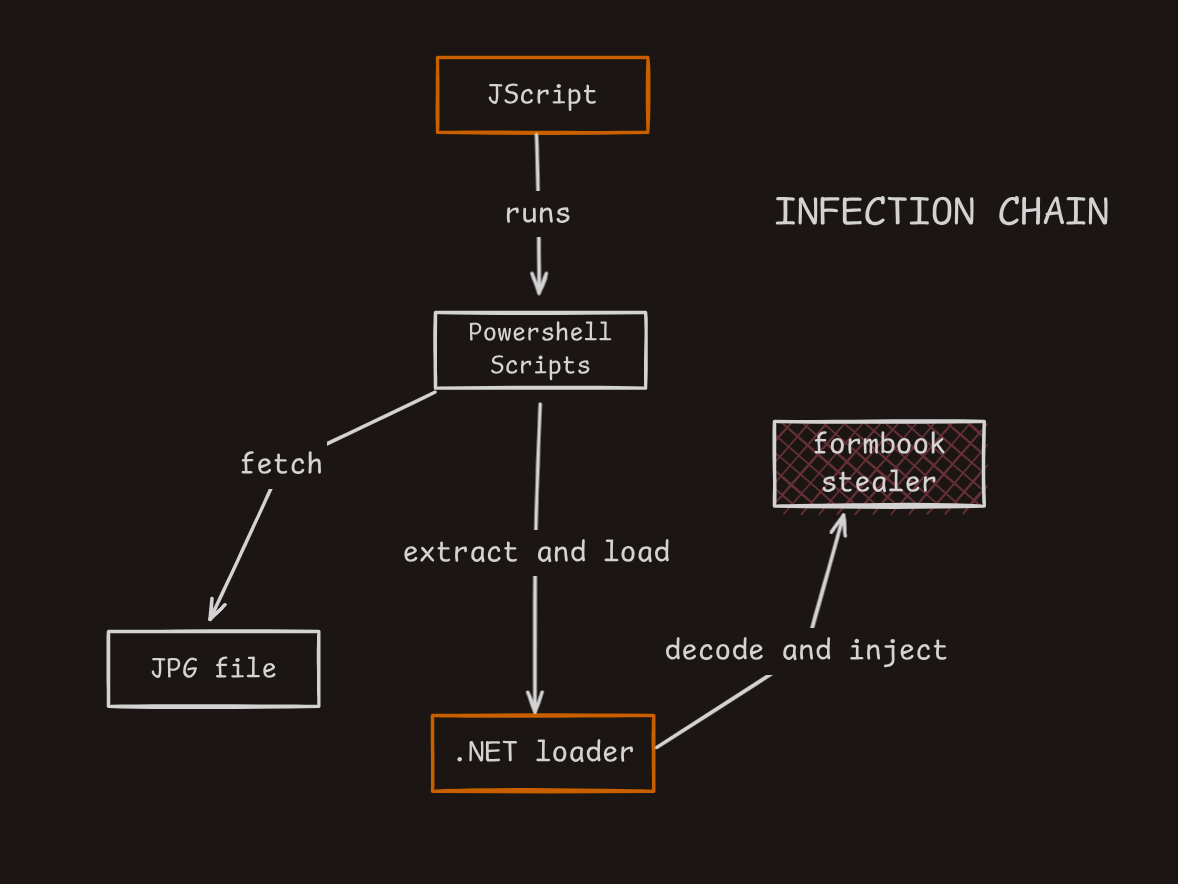 JScript
runs
INFECTION CHAIN
Powershell
Scripts
fetch
formbook
stealer
extract and load
decode and inject
JPG file
.NET loader